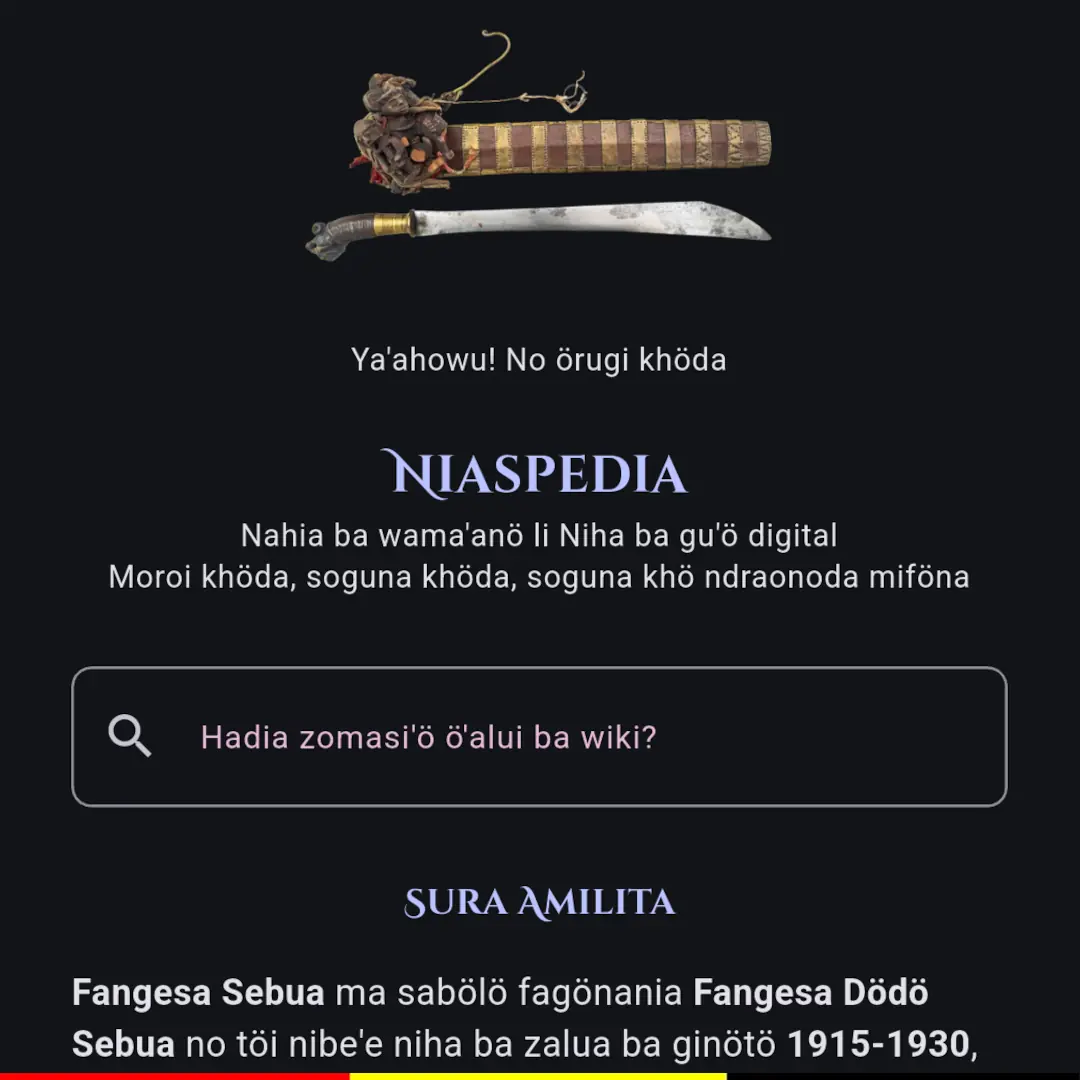 Ya'ahowu! No örugi khöda
Niaspedia
Nahia ba wama'anö li Niha ba gu'ö digital
Moroi khöda, soguna khöda, soguna khö ndraonoda miföna
Hadia zomasi'ö ö'alui ba wiki?
Sura Amilita
Fangesa Sebua ma sabölö fagönania Fangesa Dödö
Sebua no töi nibe'e niha ba zalua ba ginötö 1915-1930,